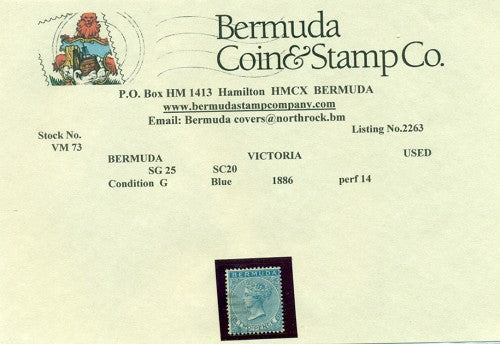 Bermuda
Coin&Stamp Co.
P.O. Box HM 1413 Hamilton HMCX BERMUDA
www.bermudastampcompany.com
Email: Bermuda covers@northrock.bm
Stock No. Listing No.2263
VM 73
BERMUDA VICTORIA USED
SG 25 SC20
Condition G Blue 1886 perf 14
BERMUDA